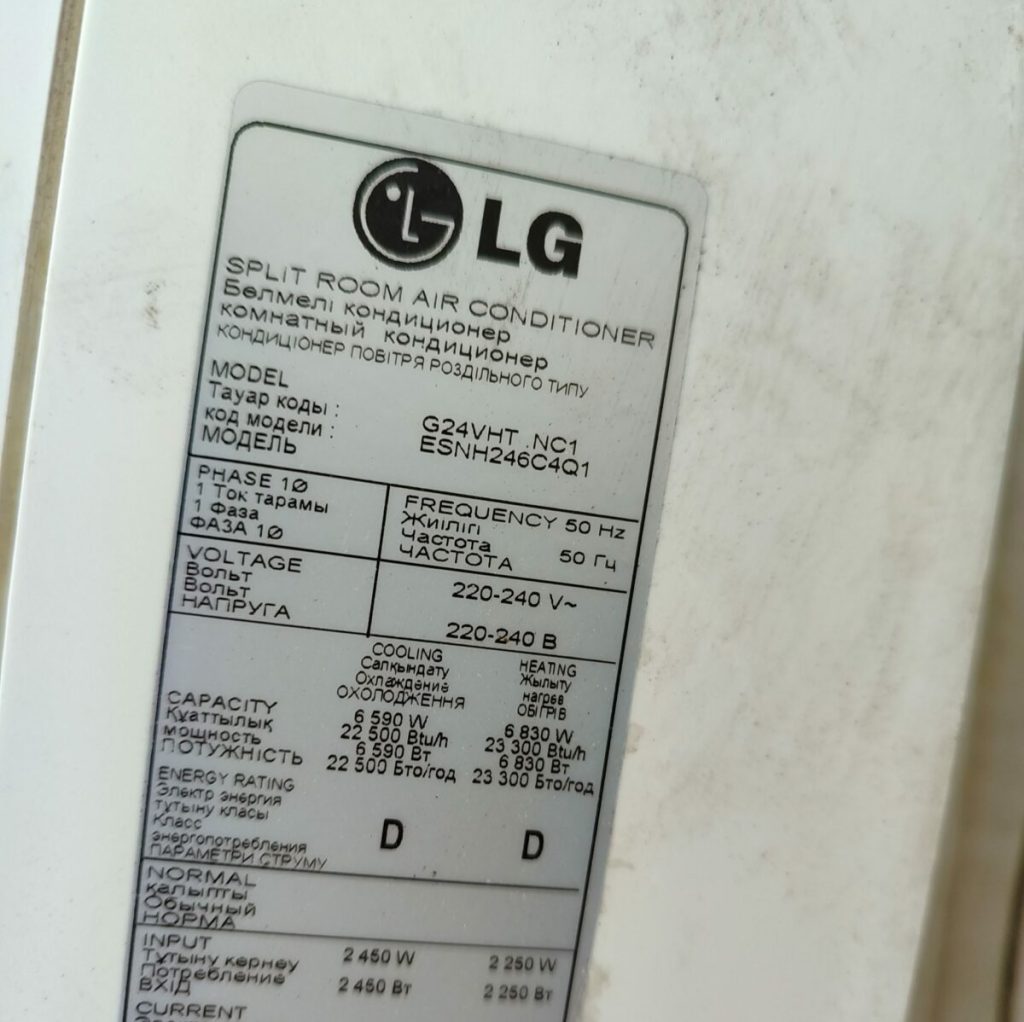 LG
SPLIT ROOM AIR CONDITIONER
Бөлмелі кондиционер
комнатный кондиционер
КОНДИЦІОНЕР ПОВІТРЯ РОЗДІЛЬНОГО ТИПУ
MODEL
Тауар коды :
код модели :
МОДЕЛЬ
G24VHT .NC1
ESNH246C4Q1
PHASE 1Ø
1 Ток тарамы
1 Фаза
ФАЗА 1Ø
FREQUENCY 50 Hz
Жиілігі
Частота 50 Гц
ЧАСТОТА
VOLTAGE
Вольт
Вольт
НАПРУГА
220-240 V~
220-240 В
COOLING HEATING
Салқындату Жылыту
Охлаждение нагрев
ОХОЛОДЖЕННЯ ОБІГРІВ
CAPACITY 6 590 W 6 830 W
Қуаттылық 22 500 Btu/h 23 300 Btu/h
мощность 6 590 Вт 6 830 Вт
ПОТУЖНІСТЬ 22 500 Бто/год 23 300 Бто/год
ENERGY RATING
Электр энергия
тұтыну класы
Класс D D
энергопотребления
ПАРАМЕТРИ СТРУМУ
NORMAL
қалыпты
Обычный
НОРМА
INPUT 2 450 W 2 250 W
Тұтыну кернеу
Потребление 2 450 Вт 2 250 Вт
ВХІД
CURRENT